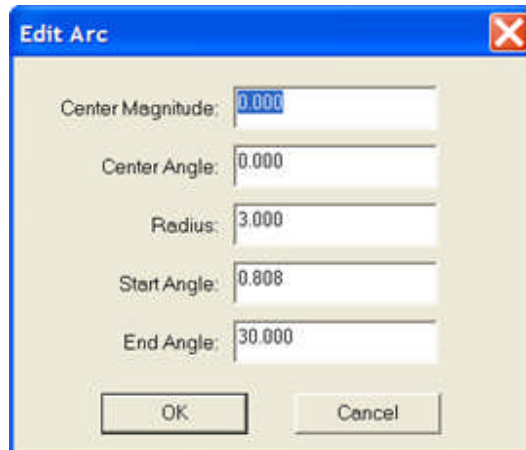 Edit Arc
Center Magnitude: 0.000
Center Angle: 0.000
Radius: 3.000
Start Angle: 0.808
End Angle: 30.000
OK Cancel